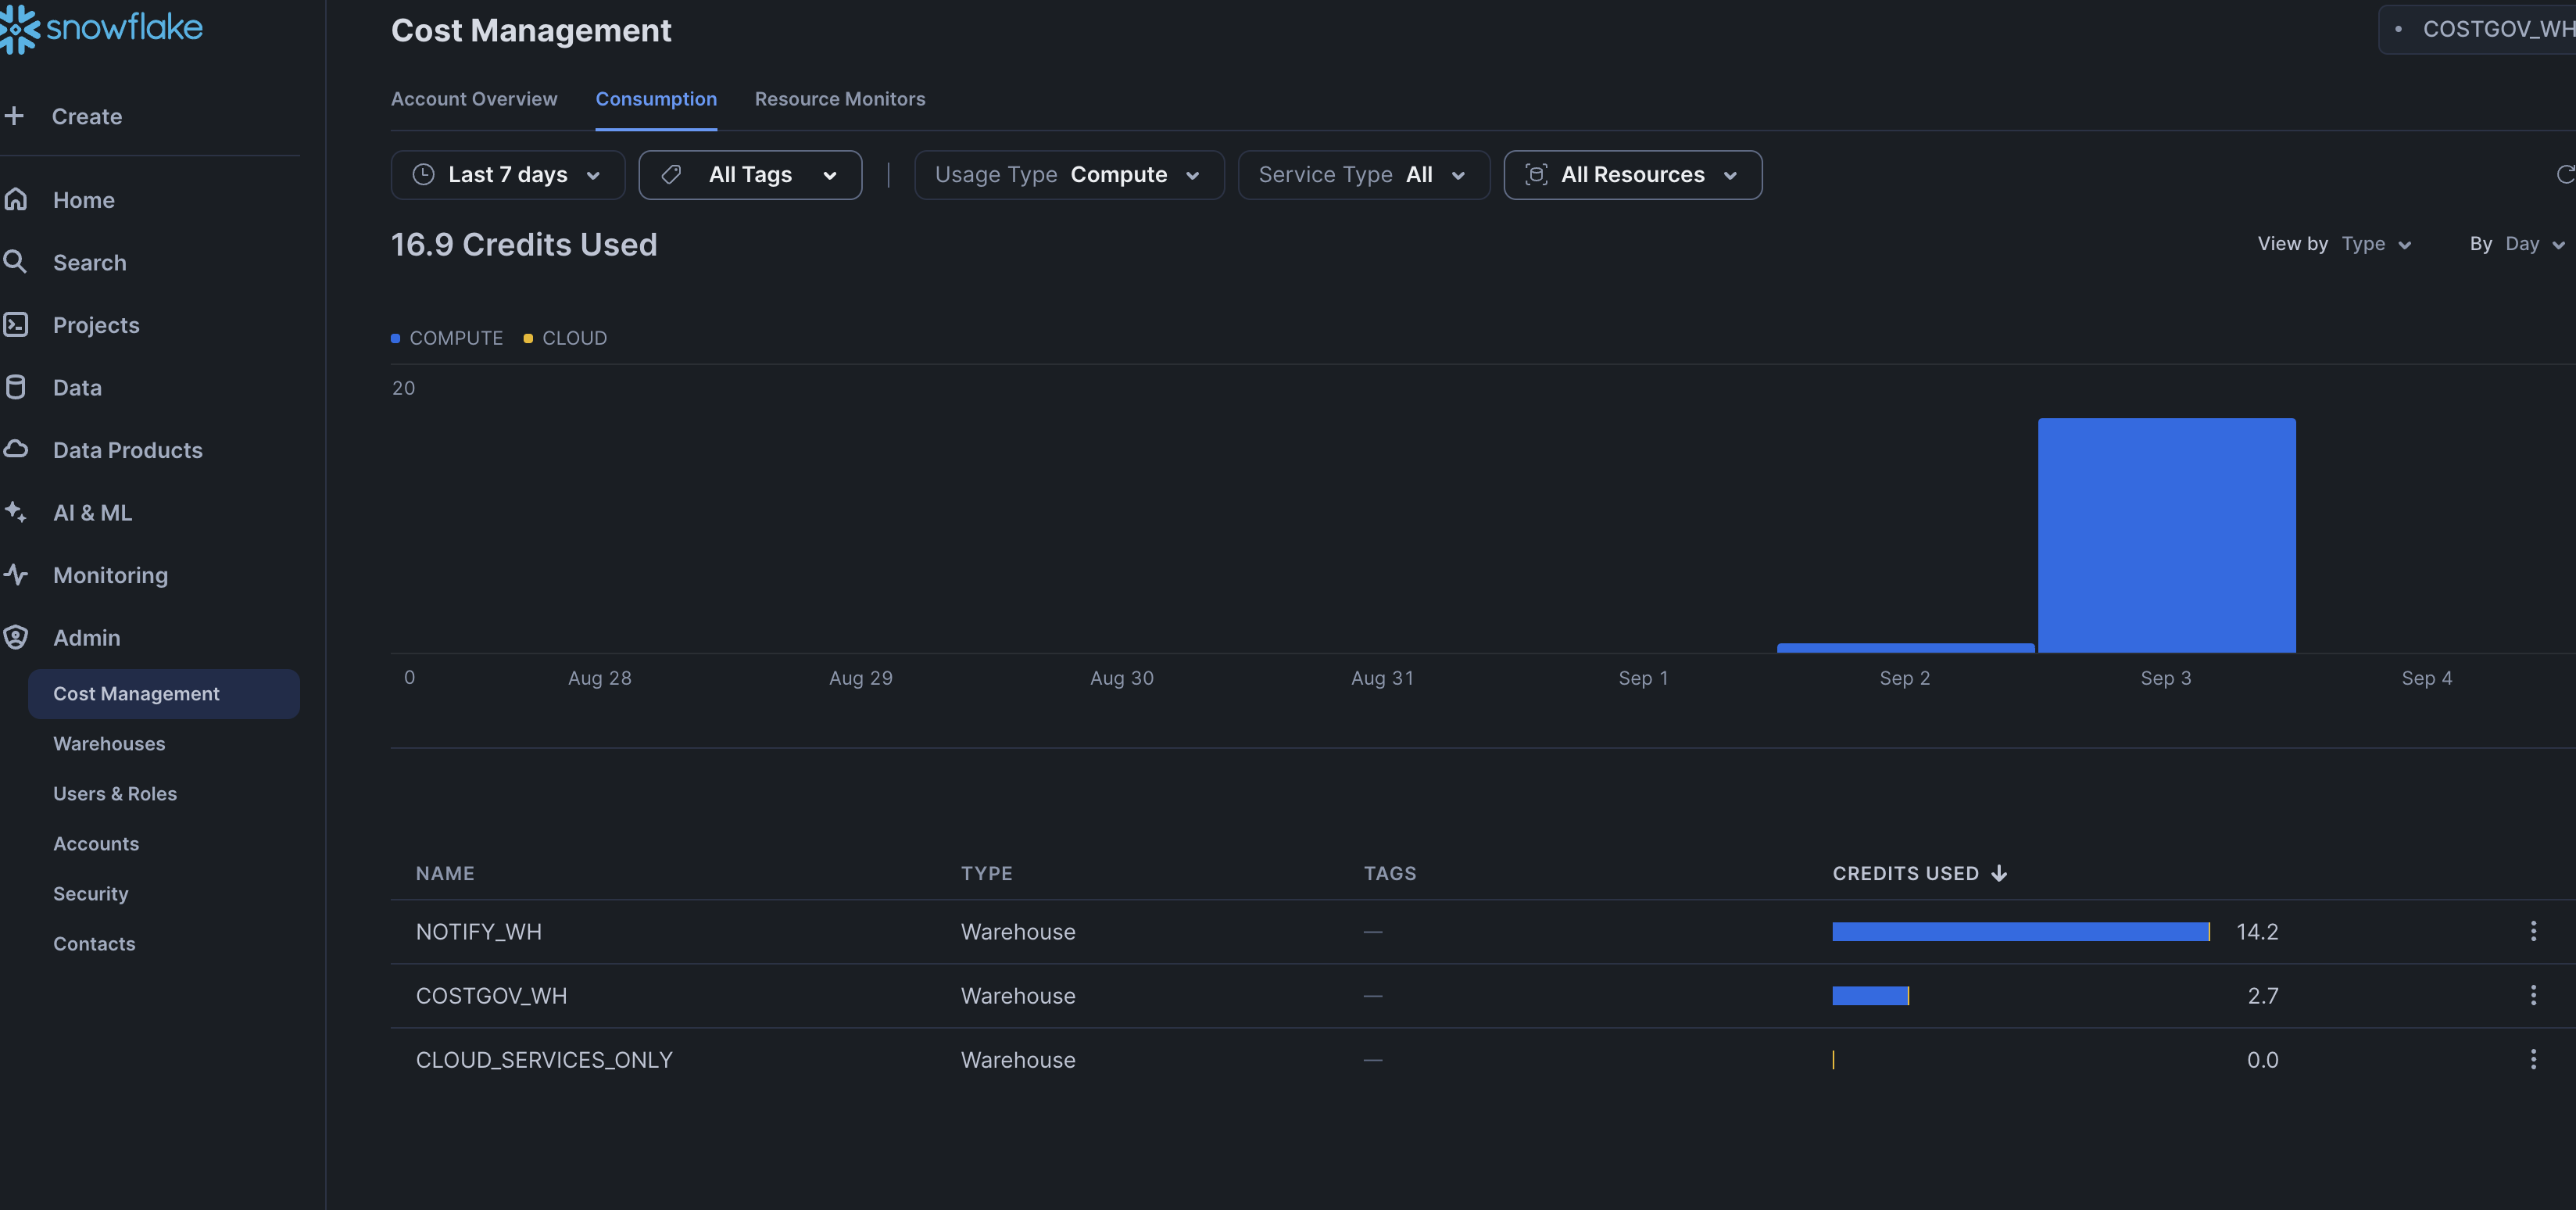 snowflake
Create
Home
Search
Projects
Data
Data Products
AI & ML
Monitoring
Admin
Cost Management
Warehouses
Users & Roles
Accounts
Security
Contacts
Cost Management
COSTGOV_WH
Account Overview Consumption Resource Monitors
Last 7 days All Tags Usage Type Compute Service Type All All Resources
16.9 Credits Used
View by Type By Day
COMPUTE CLOUD
20
0 Aug 28 Aug 29 Aug 30 Aug 31 Sep 1 Sep 2 Sep 3 Sep 4
NAME TYPE TAGS CREDITS USED
NOTIFY_WH Warehouse — 14.2
COSTGOV_WH Warehouse — 2.7
CLOUD_SERVICES_ONLY Warehouse — 0.0